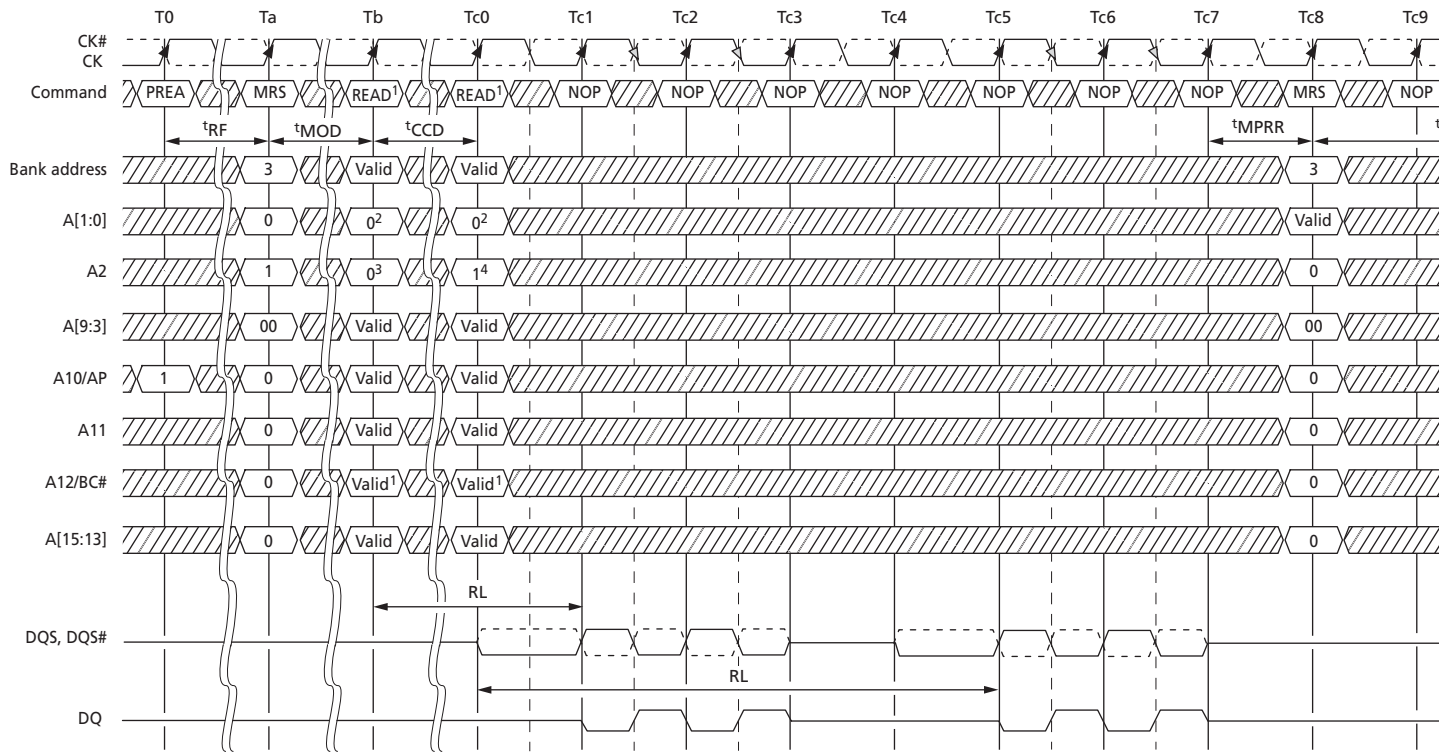 T0 Ta Tb Tc0 Tc1 Tc2 Tc3 Tc4 Tc5 Tc6 Tc7 Tc8 Tc9
CK#
CK
Command PREA MRS READ¹ READ¹ NOP NOP NOP NOP NOP NOP NOP MRS NOP
tRF tMOD tCCD tMPRR t
Bank address 3 Valid Valid 3
A[1:0] 0 0² 0² Valid
A2 1 0³ 1⁴ 0
A[9:3] 00 Valid Valid 00
A10/AP 1 0 Valid Valid 0
A11 0 Valid Valid 0
A12/BC# 0 Valid¹ Valid¹ 0
A[15:13] 0 Valid Valid 0
RL
DQS, DQS#
RL
DQ